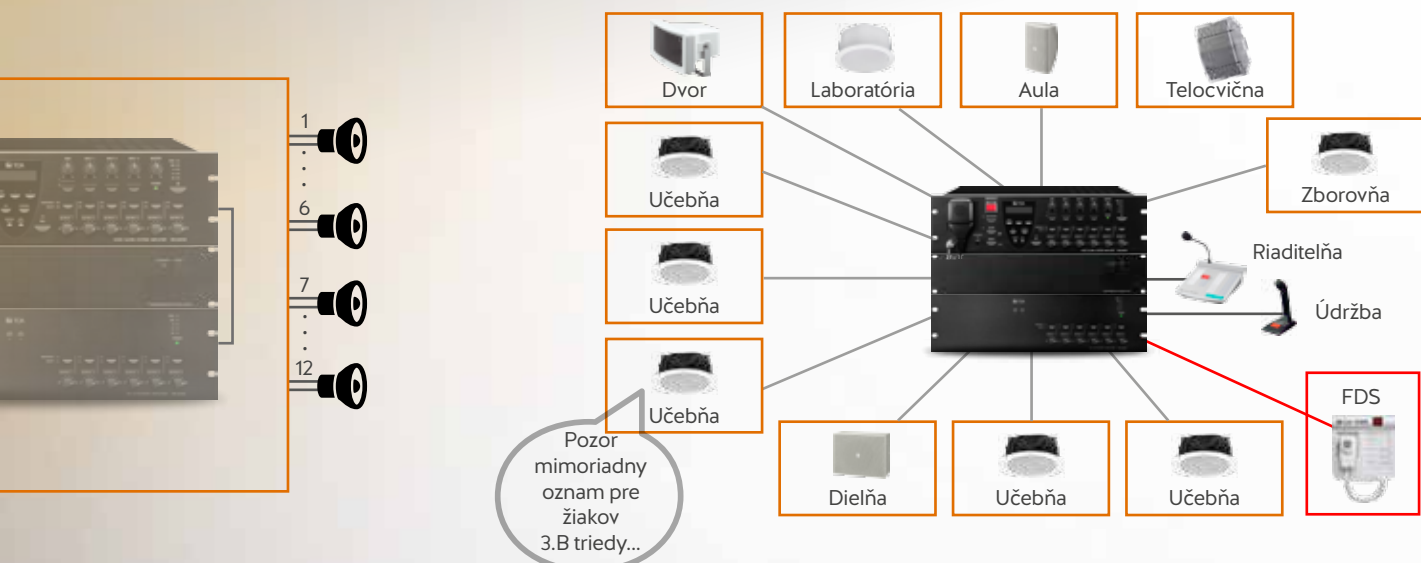 1
6
7
12
Dvor
Laboratória
Aula
Telocvična
Učebňa
Zborovňa
Učebňa
Riaditeľňa
Údržba
Učebňa
FDS
Dielňa
Učebňa
Učebňa
Pozor
mimoriadny
oznam pre
žiakov
3.B triedy...